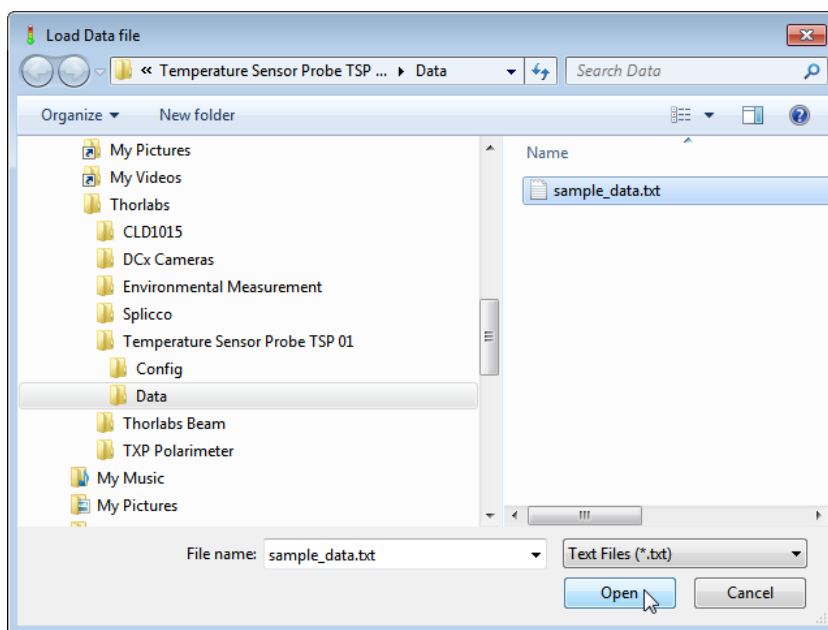 Load Data file
« Temperature Sensor Probe TSP ... Data
Search Data
Organize
New folder
My Pictures
My Videos
Thorlabs
CLD1015
DCx Cameras
Environmental Measurement
Splicco
Temperature Sensor Probe TSP 01
Config
Data
Thorlabs Beam
TXP Polarimeter
My Music
My Pictures
Name
sample_data.txt
File name: sample_data.txt
Text Files (*.txt)
Open
Cancel